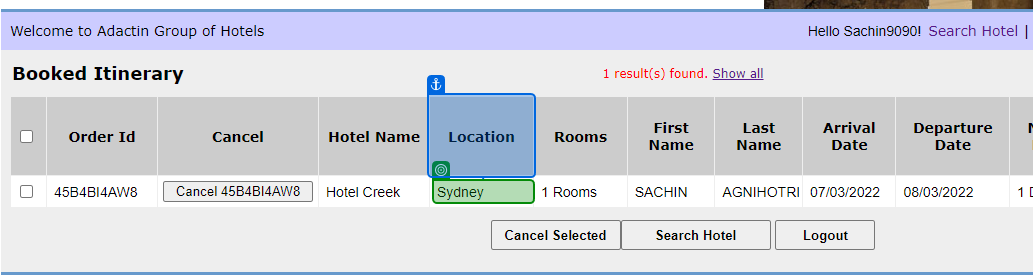 Welcome to Adactin Group of Hotels
Hello Sachin9090! Search Hotel |
Booked Itinerary
1 result(s) found. Show all
Order Id Cancel Hotel Name Location Rooms First Name Last Name Arrival Date Departure Date
45B4BI4AW8 Cancel 45B4BI4AW8 Hotel Creek Sydney 1 Rooms SACHIN AGNIHOTRI 07/03/2022 08/03/2022 1
Cancel Selected Search Hotel Logout